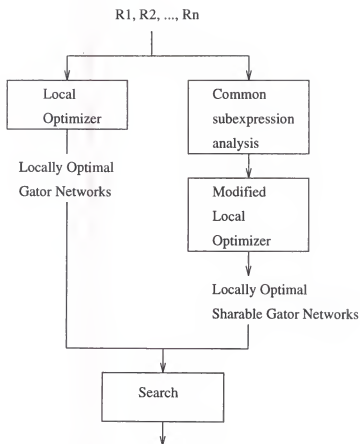 R1, R2, ..., Rn
Local
Optimizer
Common
subexpression
analysis
Locally Optimal
Gator Networks
Modified
Local
Optimizer
Locally Optimal
Sharable Gator Networks
Search